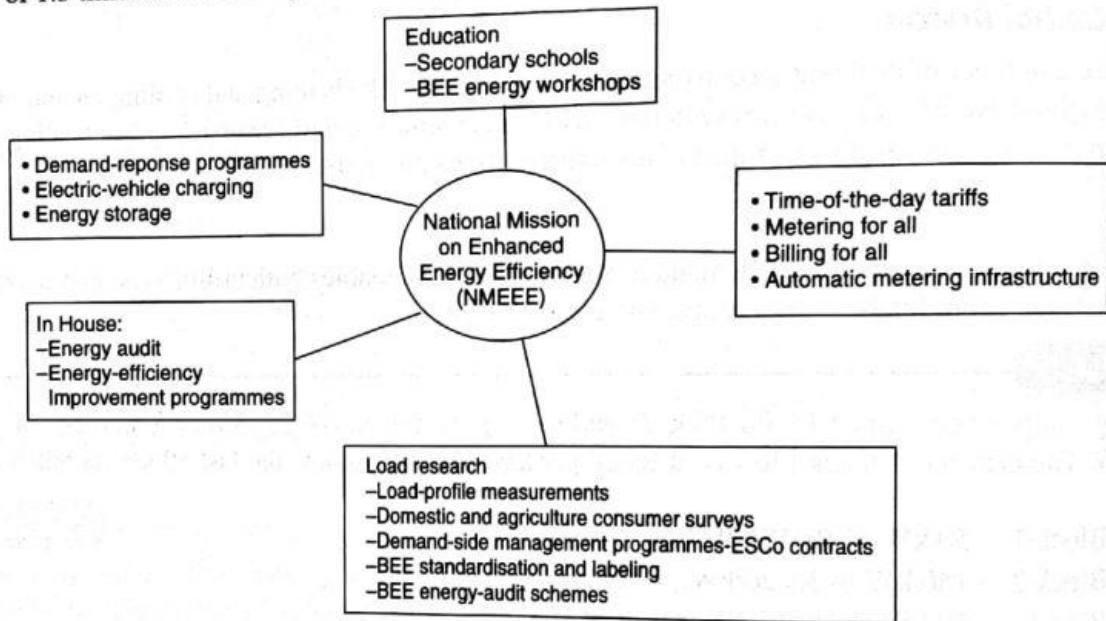 Education
–Secondary schools
–BEE energy workshops
• Demand-reponse programmes
• Electric-vehicle charging
• Energy storage
National Mission
on Enhanced
Energy Efficiency
(NMEEE)
• Time-of-the-day tariffs
• Metering for all
• Billing for all
• Automatic metering infrastructure
In House:
–Energy audit
–Energy-efficiency
Improvement programmes
Load research
–Load-profile measurements
–Domestic and agriculture consumer surveys
–Demand-side management programmes-ESCo contracts
–BEE standardisation and labeling
–BEE energy-audit schemes